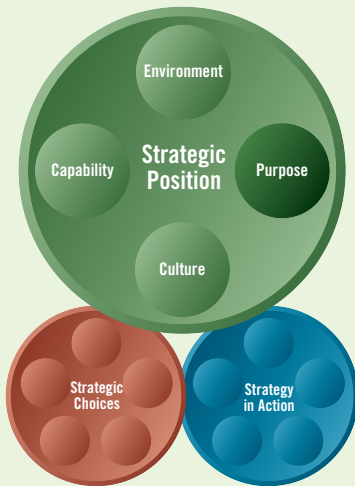 Environment
Capability
Strategic
Position
Purpose
Culture
Strategic
Choices
Strategy
in Action